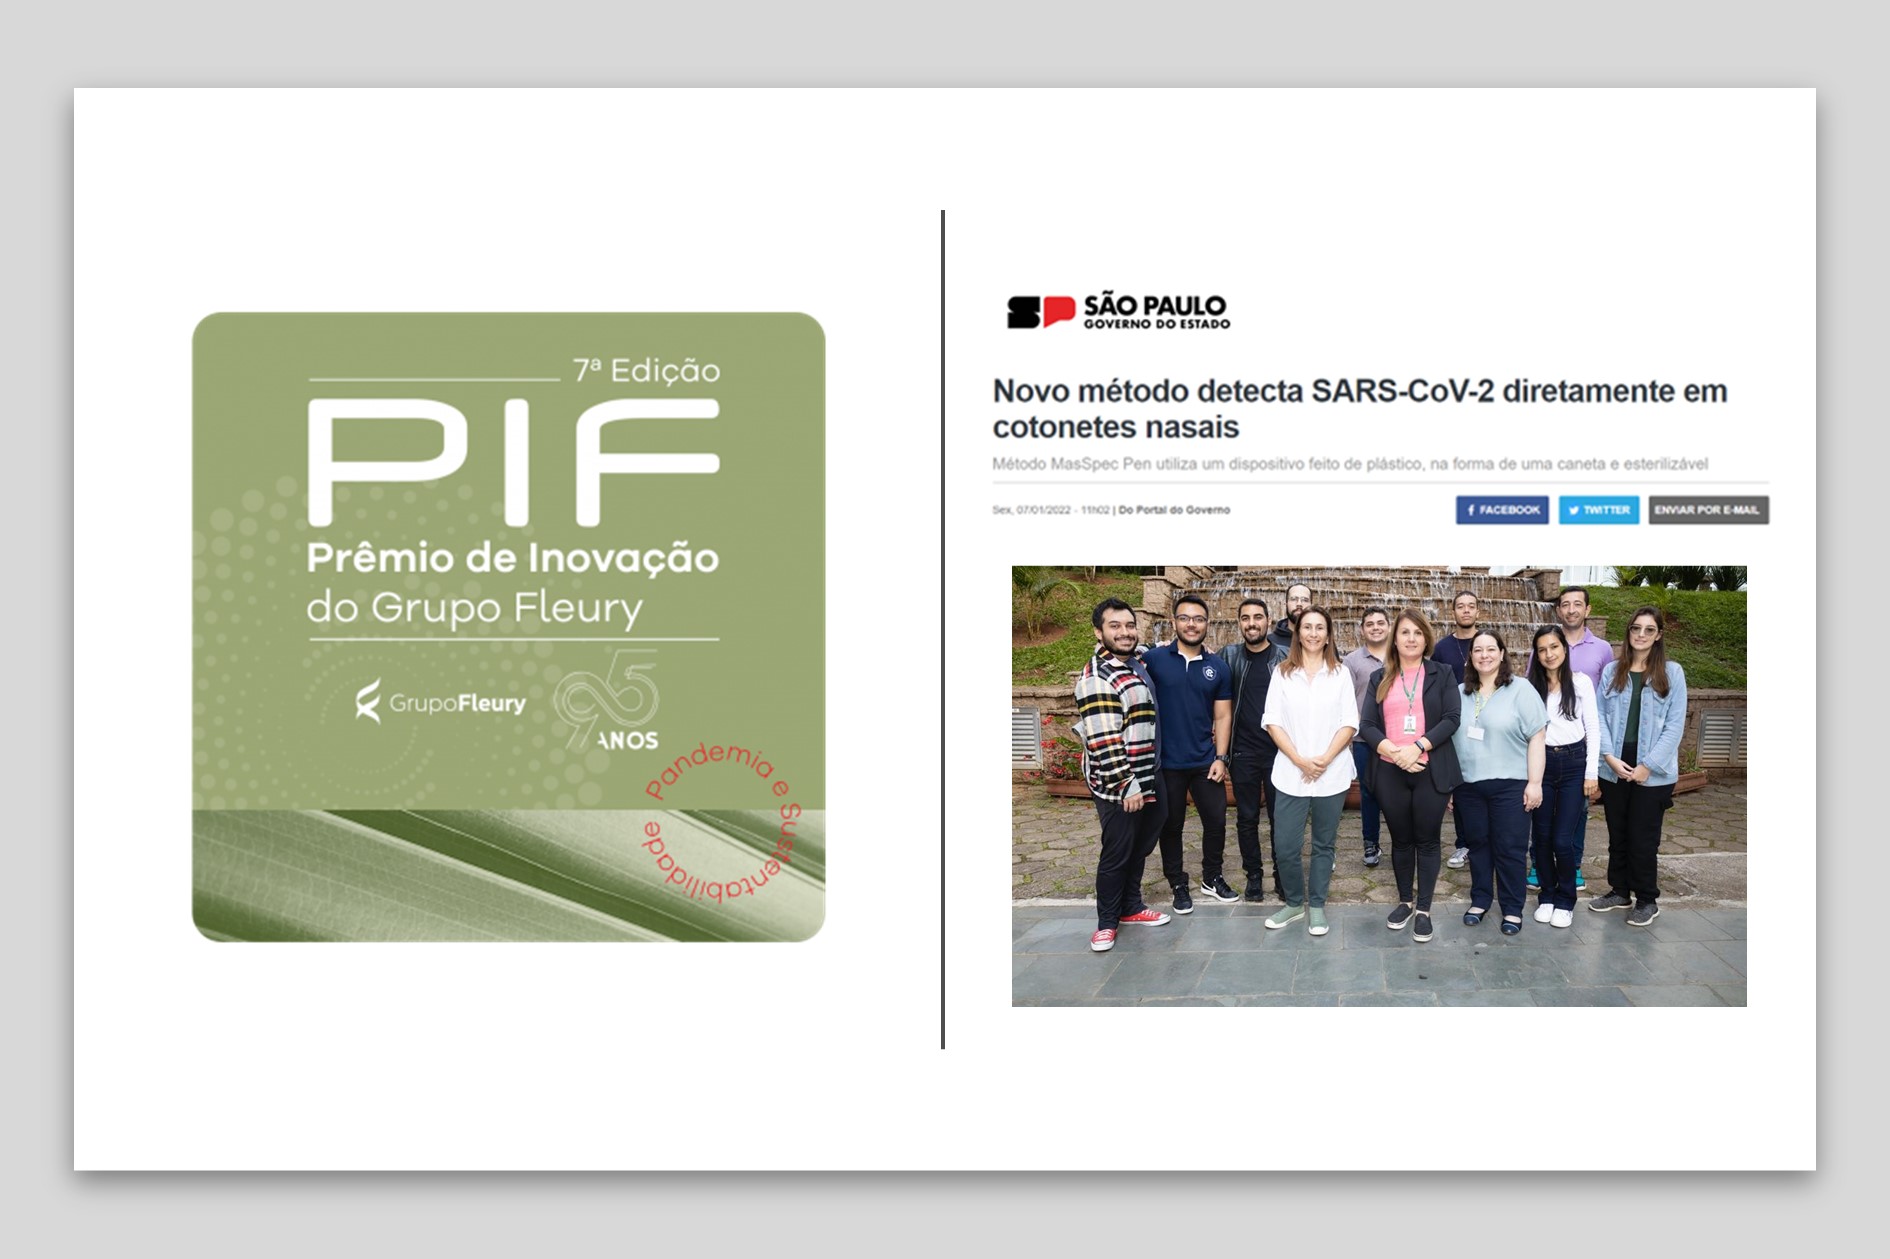 7ª Edição
PIF
Prêmio de Inovação
do Grupo Fleury
GrupoFleury
95
ANOS
Pandemia e Sustentabilidade
SP
SÃO PAULO
GOVERNO DO ESTADO
Novo método detecta SARS-CoV-2 diretamente em
cotonetes nasais
Método MasSpec Pen utiliza um dispositivo feito de plástico, na forma de uma caneta e esterilizável
Sex, 07/01/2022 - 11h02 | Do Portal do Governo
FACEBOOK
TWITTER
ENVIAR POR E-MAIL